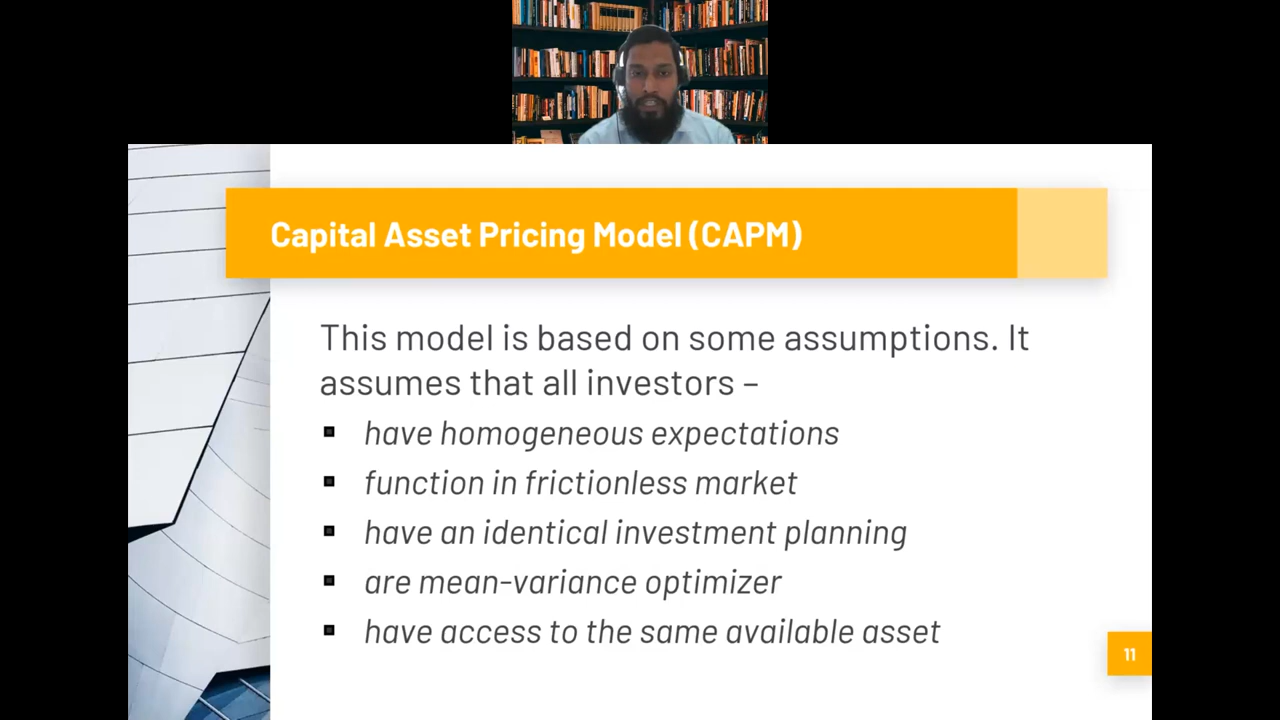 Capital Asset Pricing Model (CAPM)
This model is based on some assumptions. It
assumes that all investors –
▪ have homogeneous expectations
▪ function in frictionless market
▪ have an identical investment planning
▪ are mean-variance optimizer
▪ have access to the same available asset
11